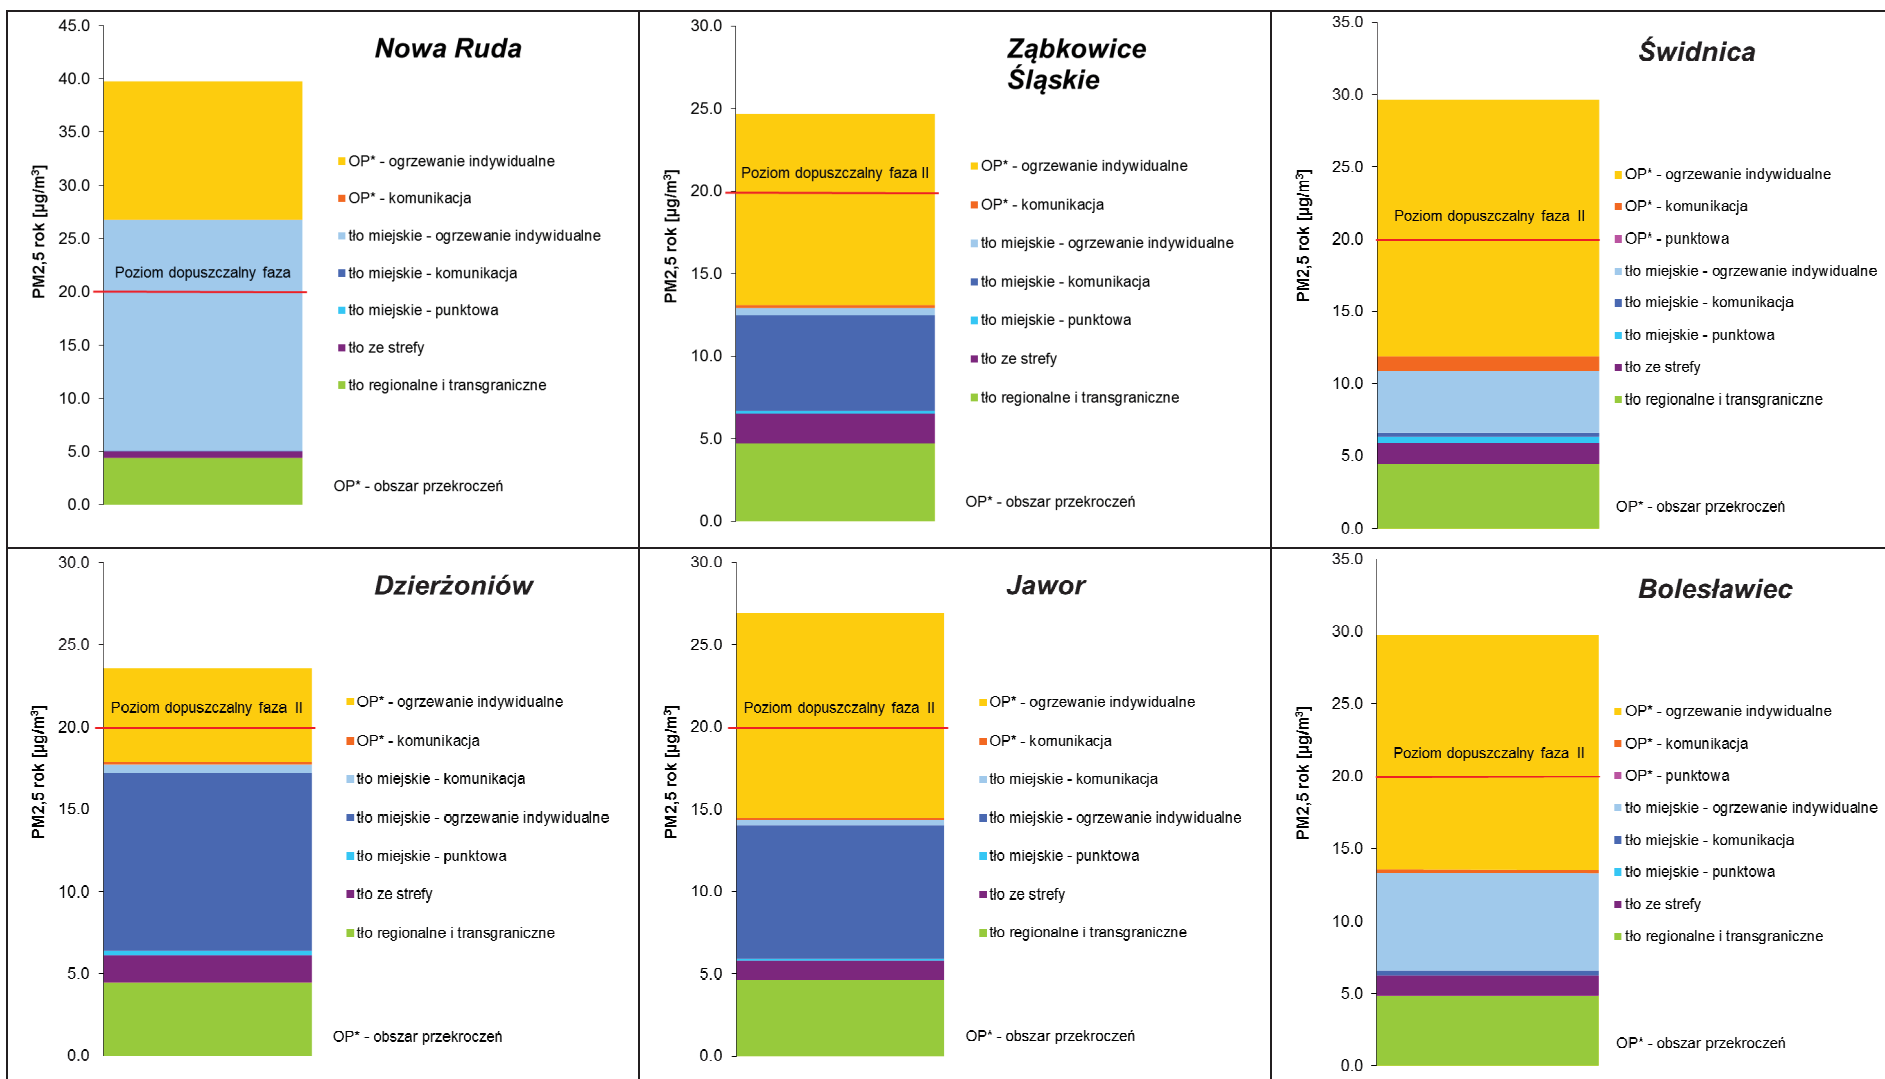 Nowa Ruda
PM2,5 rok [µg/m³]
45.0
40.0
35.0
30.0
25.0
20.0
15.0
10.0
5.0
0.0
Poziom dopuszczalny faza
OP* - ogrzewanie indywidualne
OP* - komunikacja
tło miejskie - ogrzewanie indywidualne
tło miejskie - komunikacja
tło miejskie - punktowa
tło ze strefy
tło regionalne i transgraniczne
OP* - obszar przekroczeń
Ząbkowice
Śląskie
PM2,5 rok [µg/m³]
30.0
25.0
20.0
15.0
10.0
5.0
0.0
Poziom dopuszczalny faza II
OP* - ogrzewanie indywidualne
OP* - komunikacja
tło miejskie - ogrzewanie indywidualne
tło miejskie - komunikacja
tło miejskie - punktowa
tło ze strefy
tło regionalne i transgraniczne
OP* - obszar przekroczeń
Świdnica
PM2,5 rok [µg/m³]
35.0
30.0
25.0
20.0
15.0
10.0
5.0
0.0
Poziom dopuszczalny faza II
OP* - ogrzewanie indywidualne
OP* - komunikacja
OP* - punktowa
tło miejskie - ogrzewanie indywidualne
tło miejskie - komunikacja
tło miejskie - punktowa
tło ze strefy
tło regionalne i transgraniczne
OP* - obszar przekroczeń
Dzierżoniów
PM2,5 rok [µg/m³]
30.0
25.0
20.0
15.0
10.0
5.0
0.0
Poziom dopuszczalny faza II
OP* - ogrzewanie indywidualne
OP* - komunikacja
tło miejskie - komunikacja
tło miejskie - ogrzewanie indywidualne
tło miejskie - punktowa
tło ze strefy
tło regionalne i transgraniczne
OP* - obszar przekroczeń
Jawor
PM2,5 rok [µg/m³]
30.0
25.0
20.0
15.0
10.0
5.0
0.0
Poziom dopuszczalny faza II
OP* - ogrzewanie indywidualne
OP* - komunikacja
tło miejskie - komunikacja
tło miejskie - ogrzewanie indywidualne
tło miejskie - punktowa
tło ze strefy
tło regionalne i transgraniczne
OP* - obszar przekroczeń
Bolesławiec
PM2,5 rok [µg/m³]
35.0
30.0
25.0
20.0
15.0
10.0
5.0
0.0
Poziom dopuszczalny faza II
OP* - ogrzewanie indywidualne
OP* - komunikacja
OP* - punktowa
tło miejskie - ogrzewanie indywidualne
tło miejskie - komunikacja
tło miejskie - punktowa
tło ze strefy
tło regionalne i transgraniczne
OP* - obszar przekroczeń